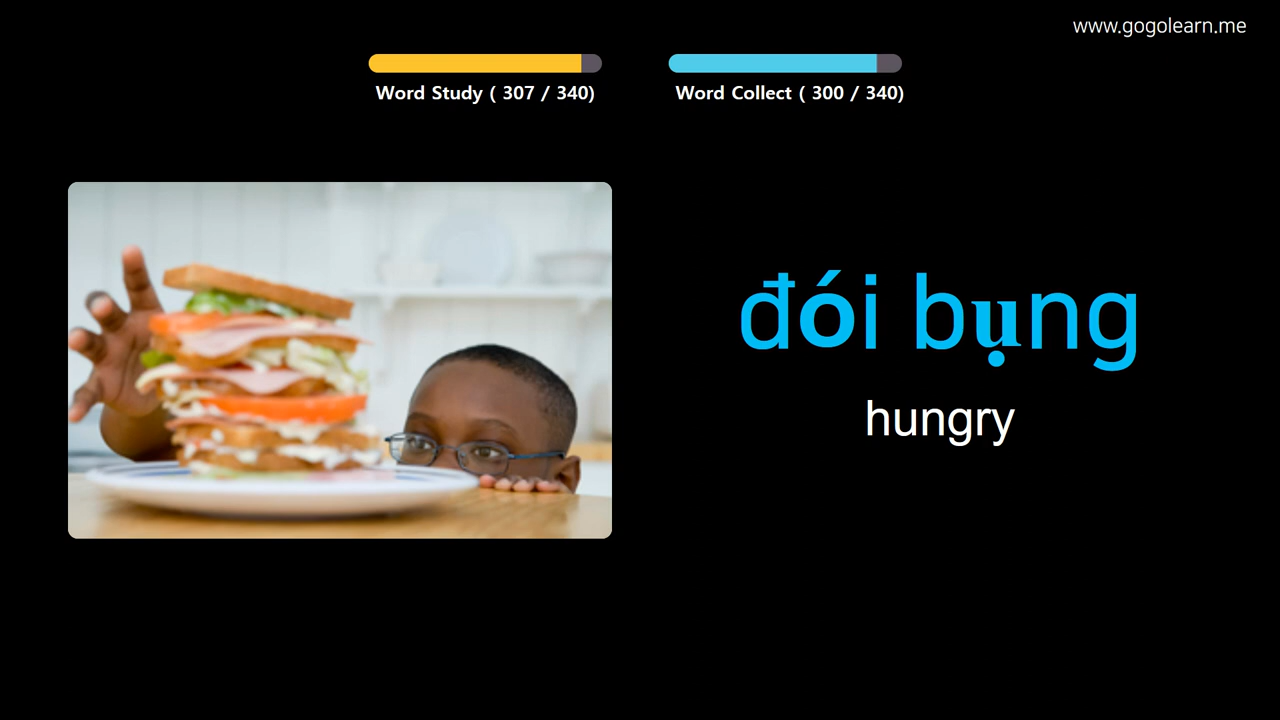 www.gogolearn.me
Word Study ( 307 / 340)
Word Collect ( 300 / 340)
đói bụng
hungry